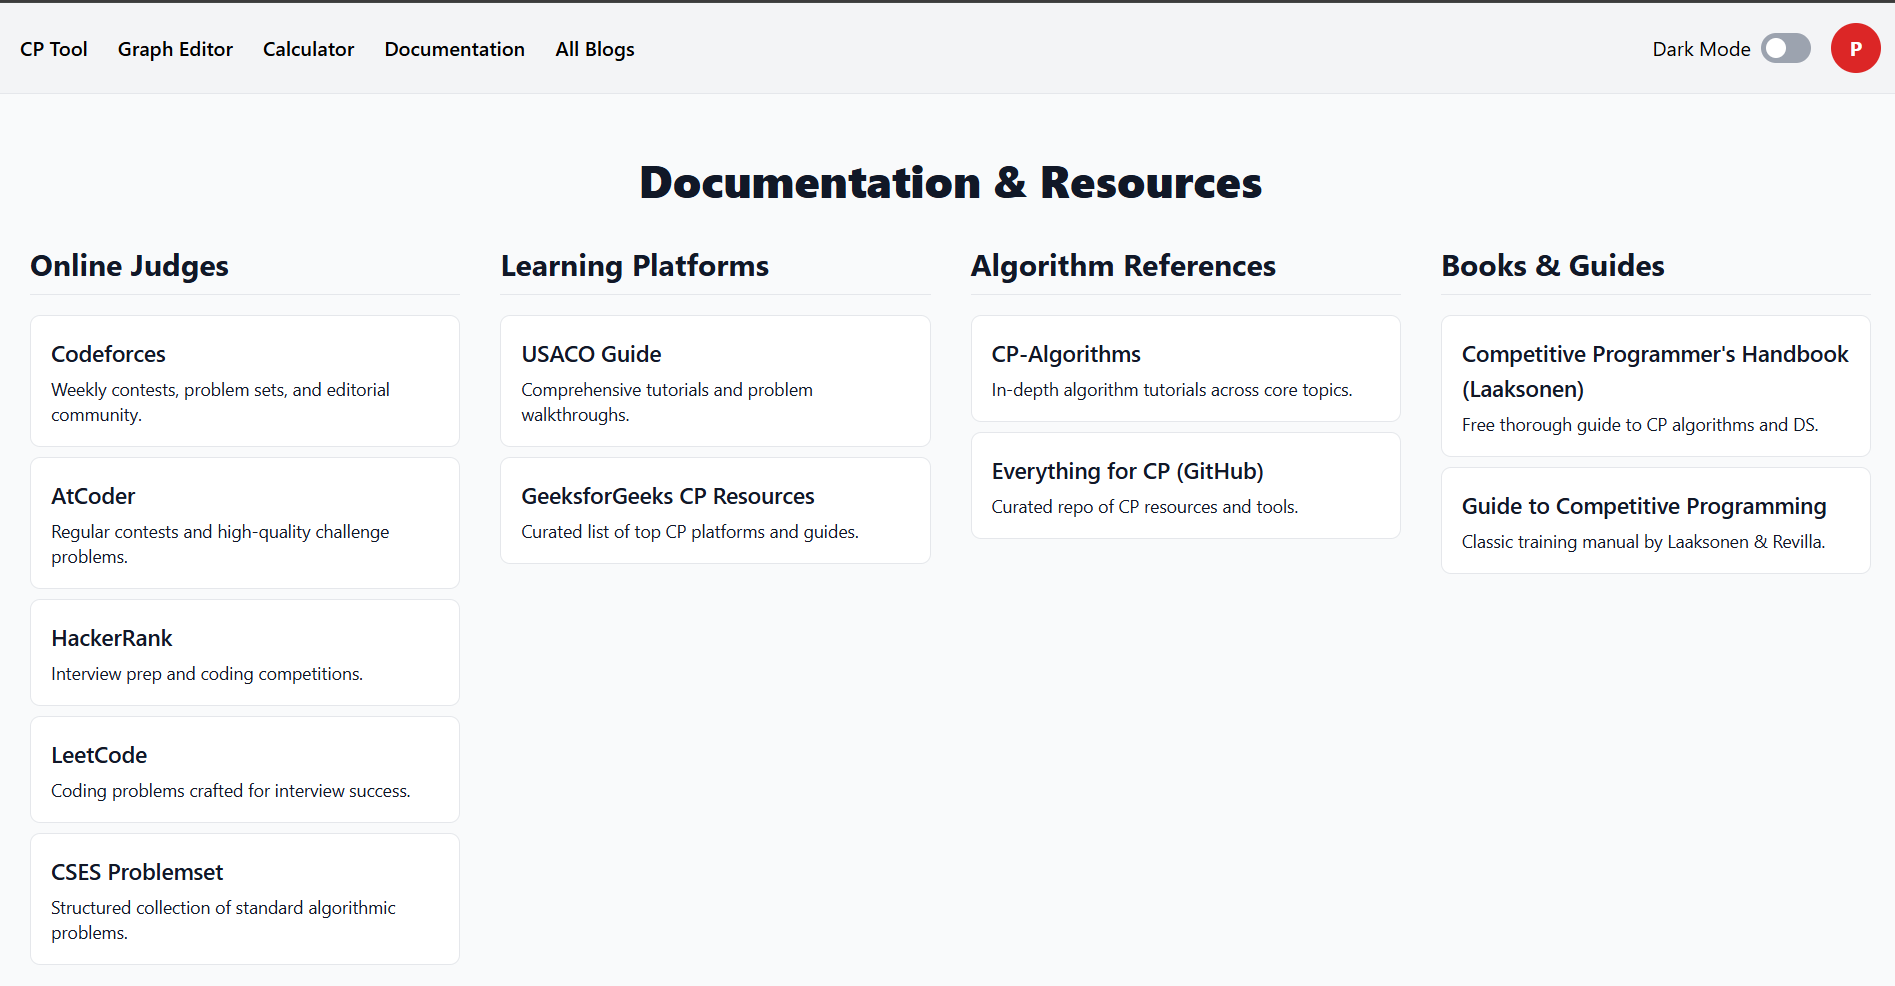 CP Tool
Graph Editor
Calculator
Documentation
All Blogs
Dark Mode
P
Documentation & Resources
Online Judges
Codeforces
Weekly contests, problem sets, and editorial
community.
AtCoder
Regular contests and high-quality challenge
problems.
HackerRank
Interview prep and coding competitions.
LeetCode
Coding problems crafted for interview success.
CSES Problemset
Structured collection of standard algorithmic
problems.
Learning Platforms
USACO Guide
Comprehensive tutorials and problem
walkthroughs.
GeeksforGeeks CP Resources
Curated list of top CP platforms and guides.
Algorithm References
CP-Algorithms
In-depth algorithm tutorials across core topics.
Everything for CP (GitHub)
Curated repo of CP resources and tools.
Books & Guides
Competitive Programmer's Handbook
(Laaksonen)
Free thorough guide to CP algorithms and DS.
Guide to Competitive Programming
Classic training manual by Laaksonen & Revilla.